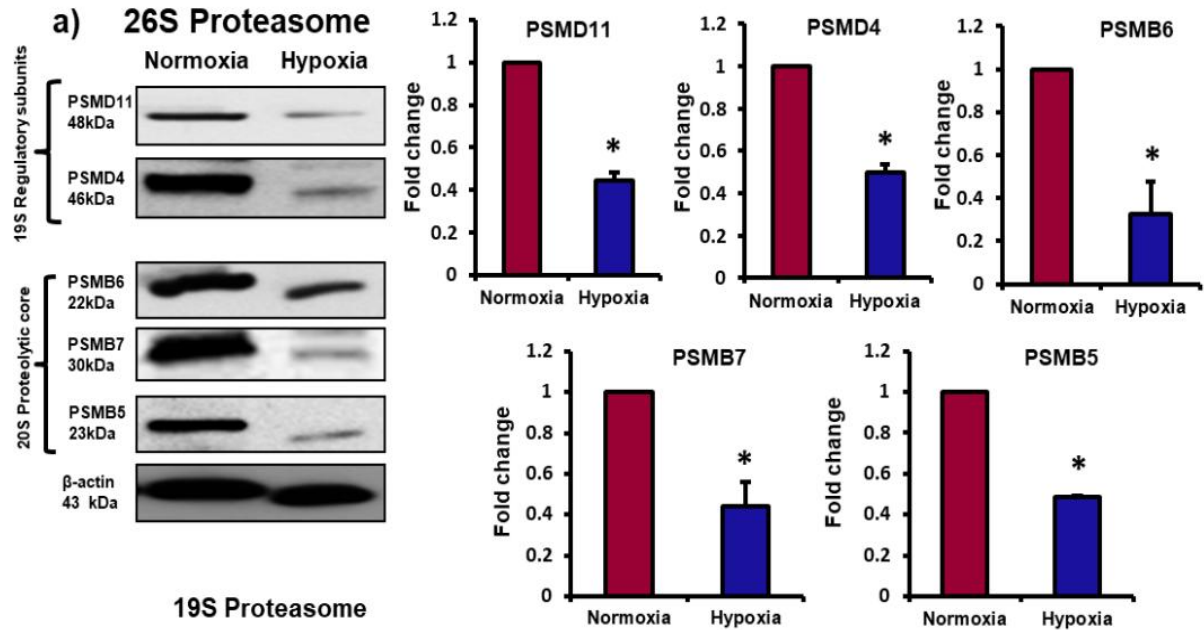 a) 26S Proteasome
Normoxia Hypoxia
19S Regulatory subunits
PSMD11
48kDa
PSMD4
46kDa
20S Proteolytic core
PSMB6
22kDa
PSMB7
30kDa
PSMB5
23kDa
β-actin
43 kDa
19S Proteasome
PSMD11
Fold change
1.2
1
0.8
0.6
0.4
0.2
0
*
Normoxia Hypoxia
PSMD4
Fold change
1.2
1
0.8
0.6
0.4
0.2
0
*
Normoxia Hypoxia
PSMB6
Fold change
1.2
1
0.8
0.6
0.4
0.2
0
*
Normoxia Hypoxia
PSMB7
Fold change
1.2
1
0.8
0.6
0.4
0.2
0
*
Normoxia Hypoxia
PSMB5
Fold change
1.2
1
0.8
0.6
0.4
0.2
0
*
Normoxia Hypoxia